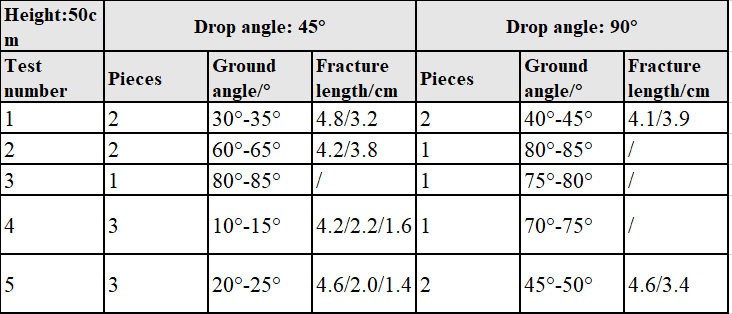 Height:50c
m
Drop angle: 45° Drop angle: 90°
Test
number
Pieces
Ground
angle/°
Fracture
length/cm
Pieces
Ground
angle/°
Fracture
length/cm
1 2 30°-35° 4.8/3.2 2 40°-45° 4.1/3.9
2 2 60°-65° 4.2/3.8 1 80°-85° /
3 1 80°-85° / 1 75°-80° /
4 3 10°-15° 4.2/2.2/1.6 1 70°-75° /
5 3 20°-25° 4.6/2.0/1.4 2 45°-50° 4.6/3.4